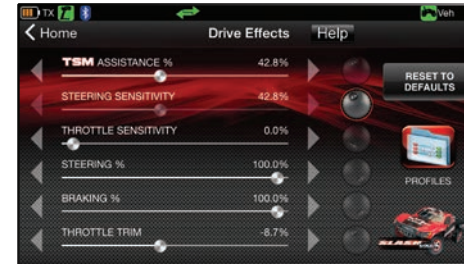 TX
Veh
Home Drive Effects Help
TSM ASSISTANCE % 42.8%
RESET TO
DEFAULTS
STEERING SENSITIVITY 42.8%
THROTTLE SENSITIVITY 0.0%
STEERING % 100.0%
PROFILES
BRAKING % 100.0%
THROTTLE TRIM -8.7%
SLASH